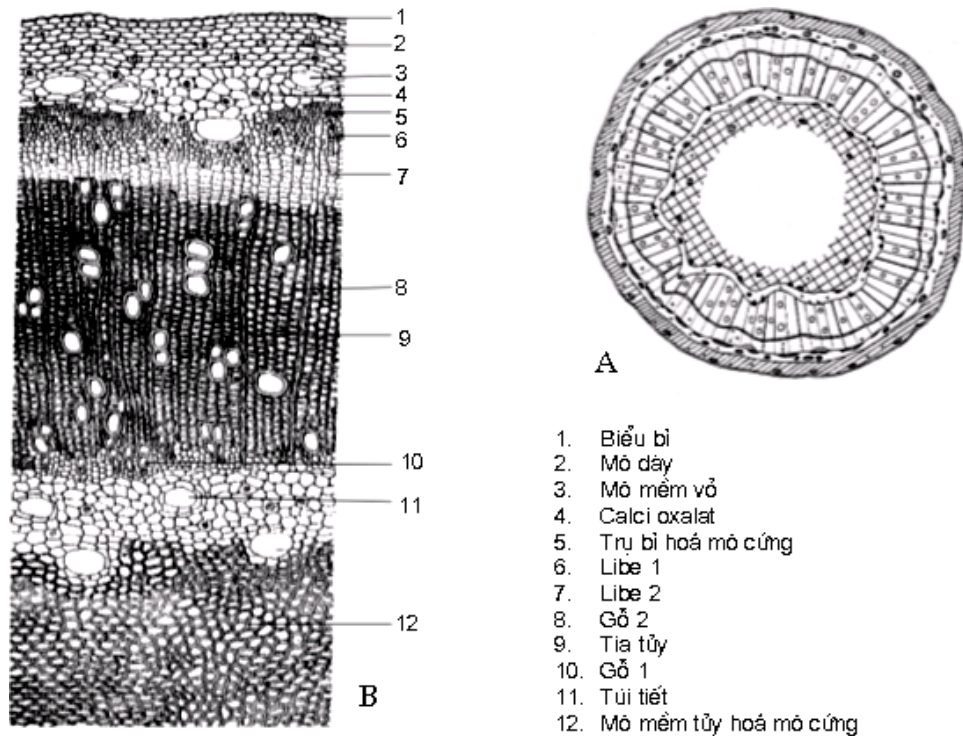 1
2
3
4
5
6
7
8
9
10
11
12
B
A
1. Biểu bì
2. Mô dày
3. Mô mềm vỏ
4. Calci oxalat
5. Trụ bì hoá mô cứng
6. Libe 1
7. Libe 2
8. Gỗ 2
9. Tia tủy
10. Gỗ 1
11. Túi tiết
12. Mô mềm tủy hoá mô cứng